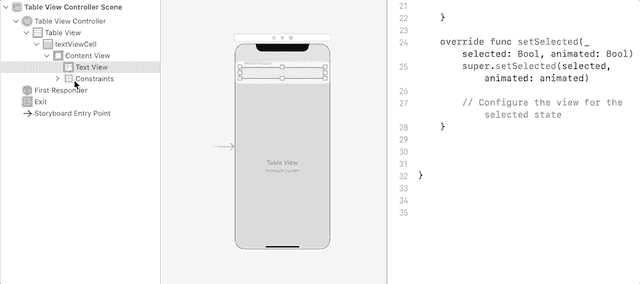 Table View Controller Scene
Table View Controller
Table View
textViewCell
Content View
Text View
Constraints
First Responder
Exit
Storyboard Entry Point
Table View
Prototype Content
21
22 }
23
24 override func setSelected(_
selected: Bool, animated: Bool)
25 super.setSelected(selected,
animated: animated)
26
27 // Configure the view for the
selected state
28 }
30
31
32 }
33
35